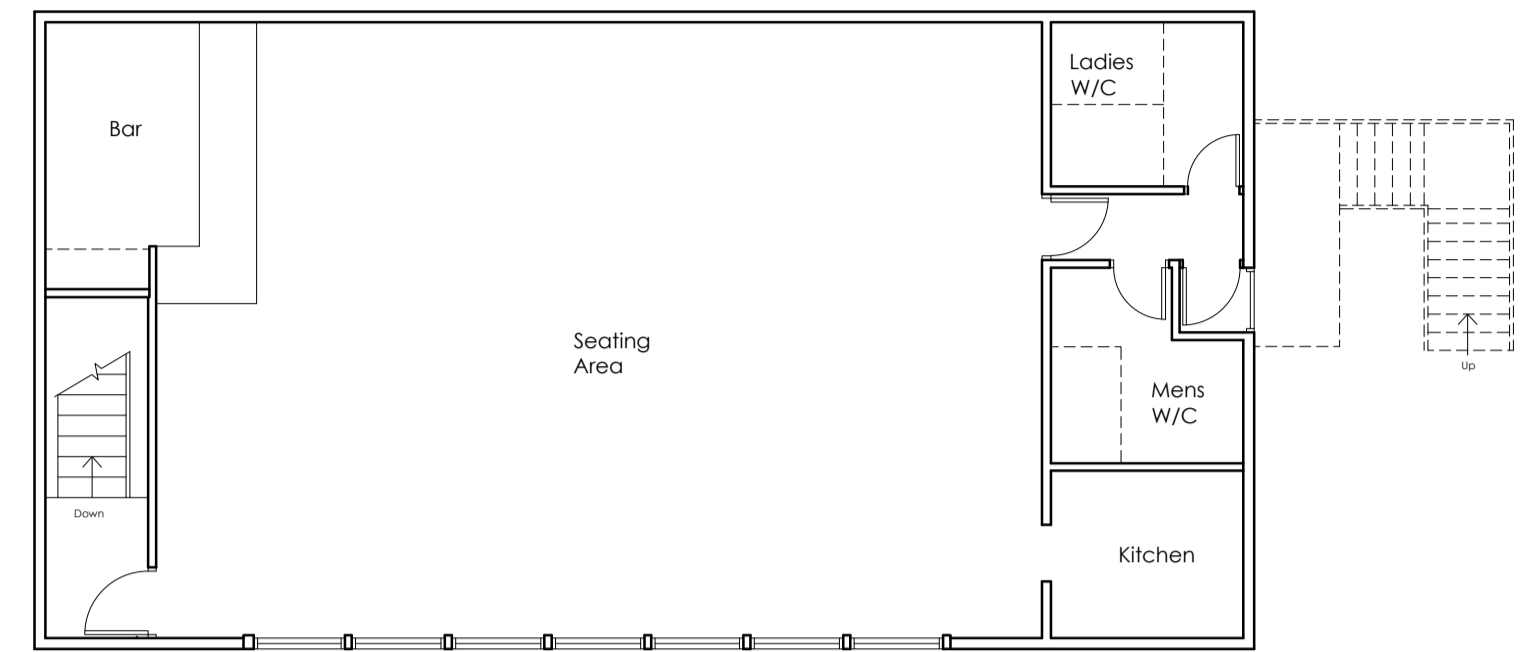 Ladies
W/C
Bar
Seating
Area
Up
Mens
W/C
Down
Kitchen